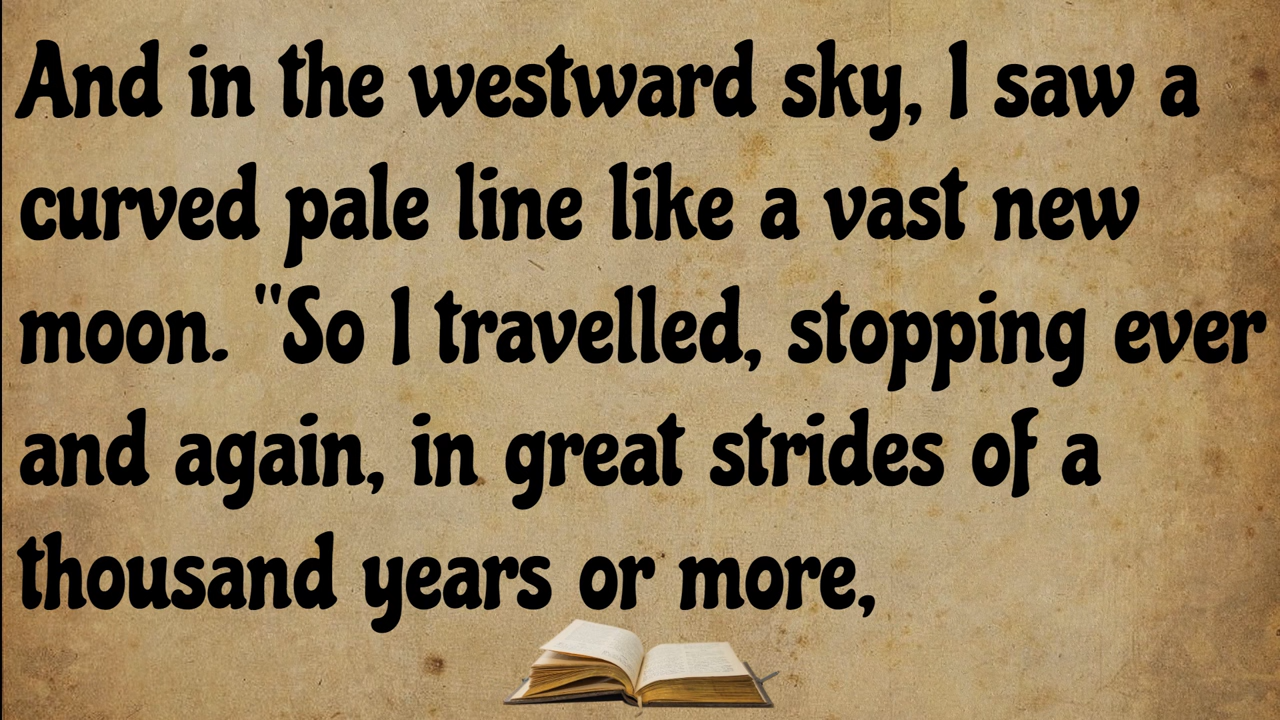 And in the westward sky, I saw a
curved pale line like a vast new
moon. "So I travelled, stopping ever
and again, in great strides of a
thousand years or more,